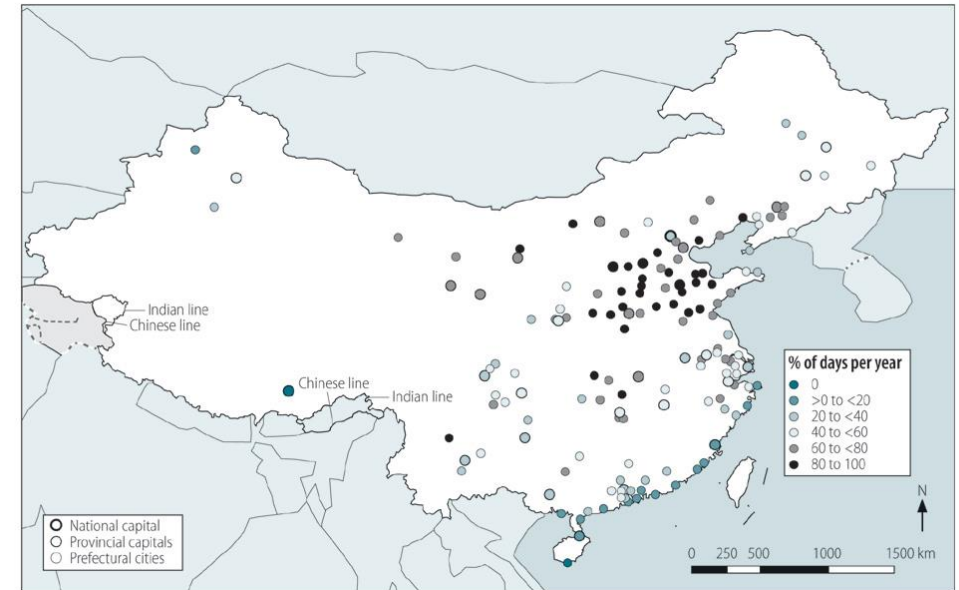 Indian line
Chinese line
Chinese line
Indian line
% of days per year
0
>0 to <20
20 to <40
40 to <60
60 to <80
80 to 100
National capital
Provincial capitals
Prefectural cities
N
0 250 500 1000 1500 km